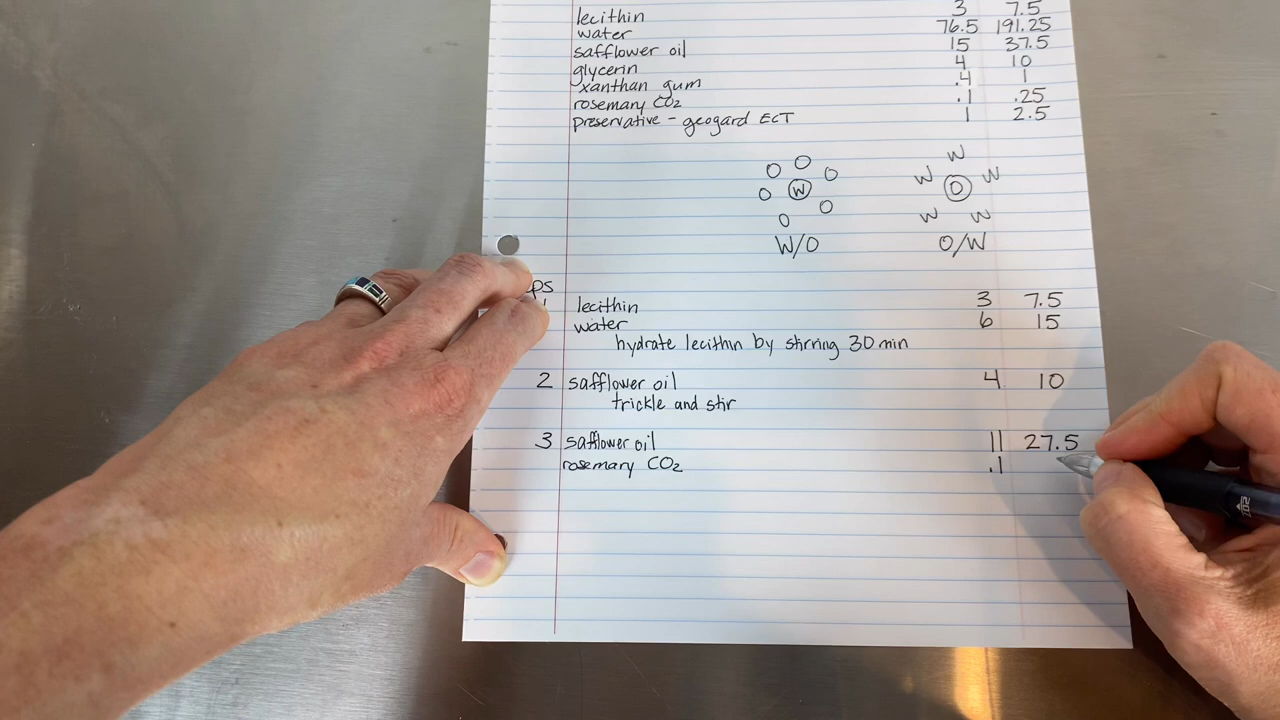 lecithin 3 7.5
water 76.5 191.25
safflower oil 15 37.5
glycerin 4 10
xanthan gum .4 1
rosemary CO2 .1 .25
preservative - geogard ECT 1 2.5
O O O O W O O
W W W W O W W
W/O O/W
ps
1 lecithin 3 7.5
water 6 15
hydrate lecithin by stirring 30 min
2 safflower oil 4 10
trickle and stir
3 safflower oil 11 27.5
rosemary CO2 .1